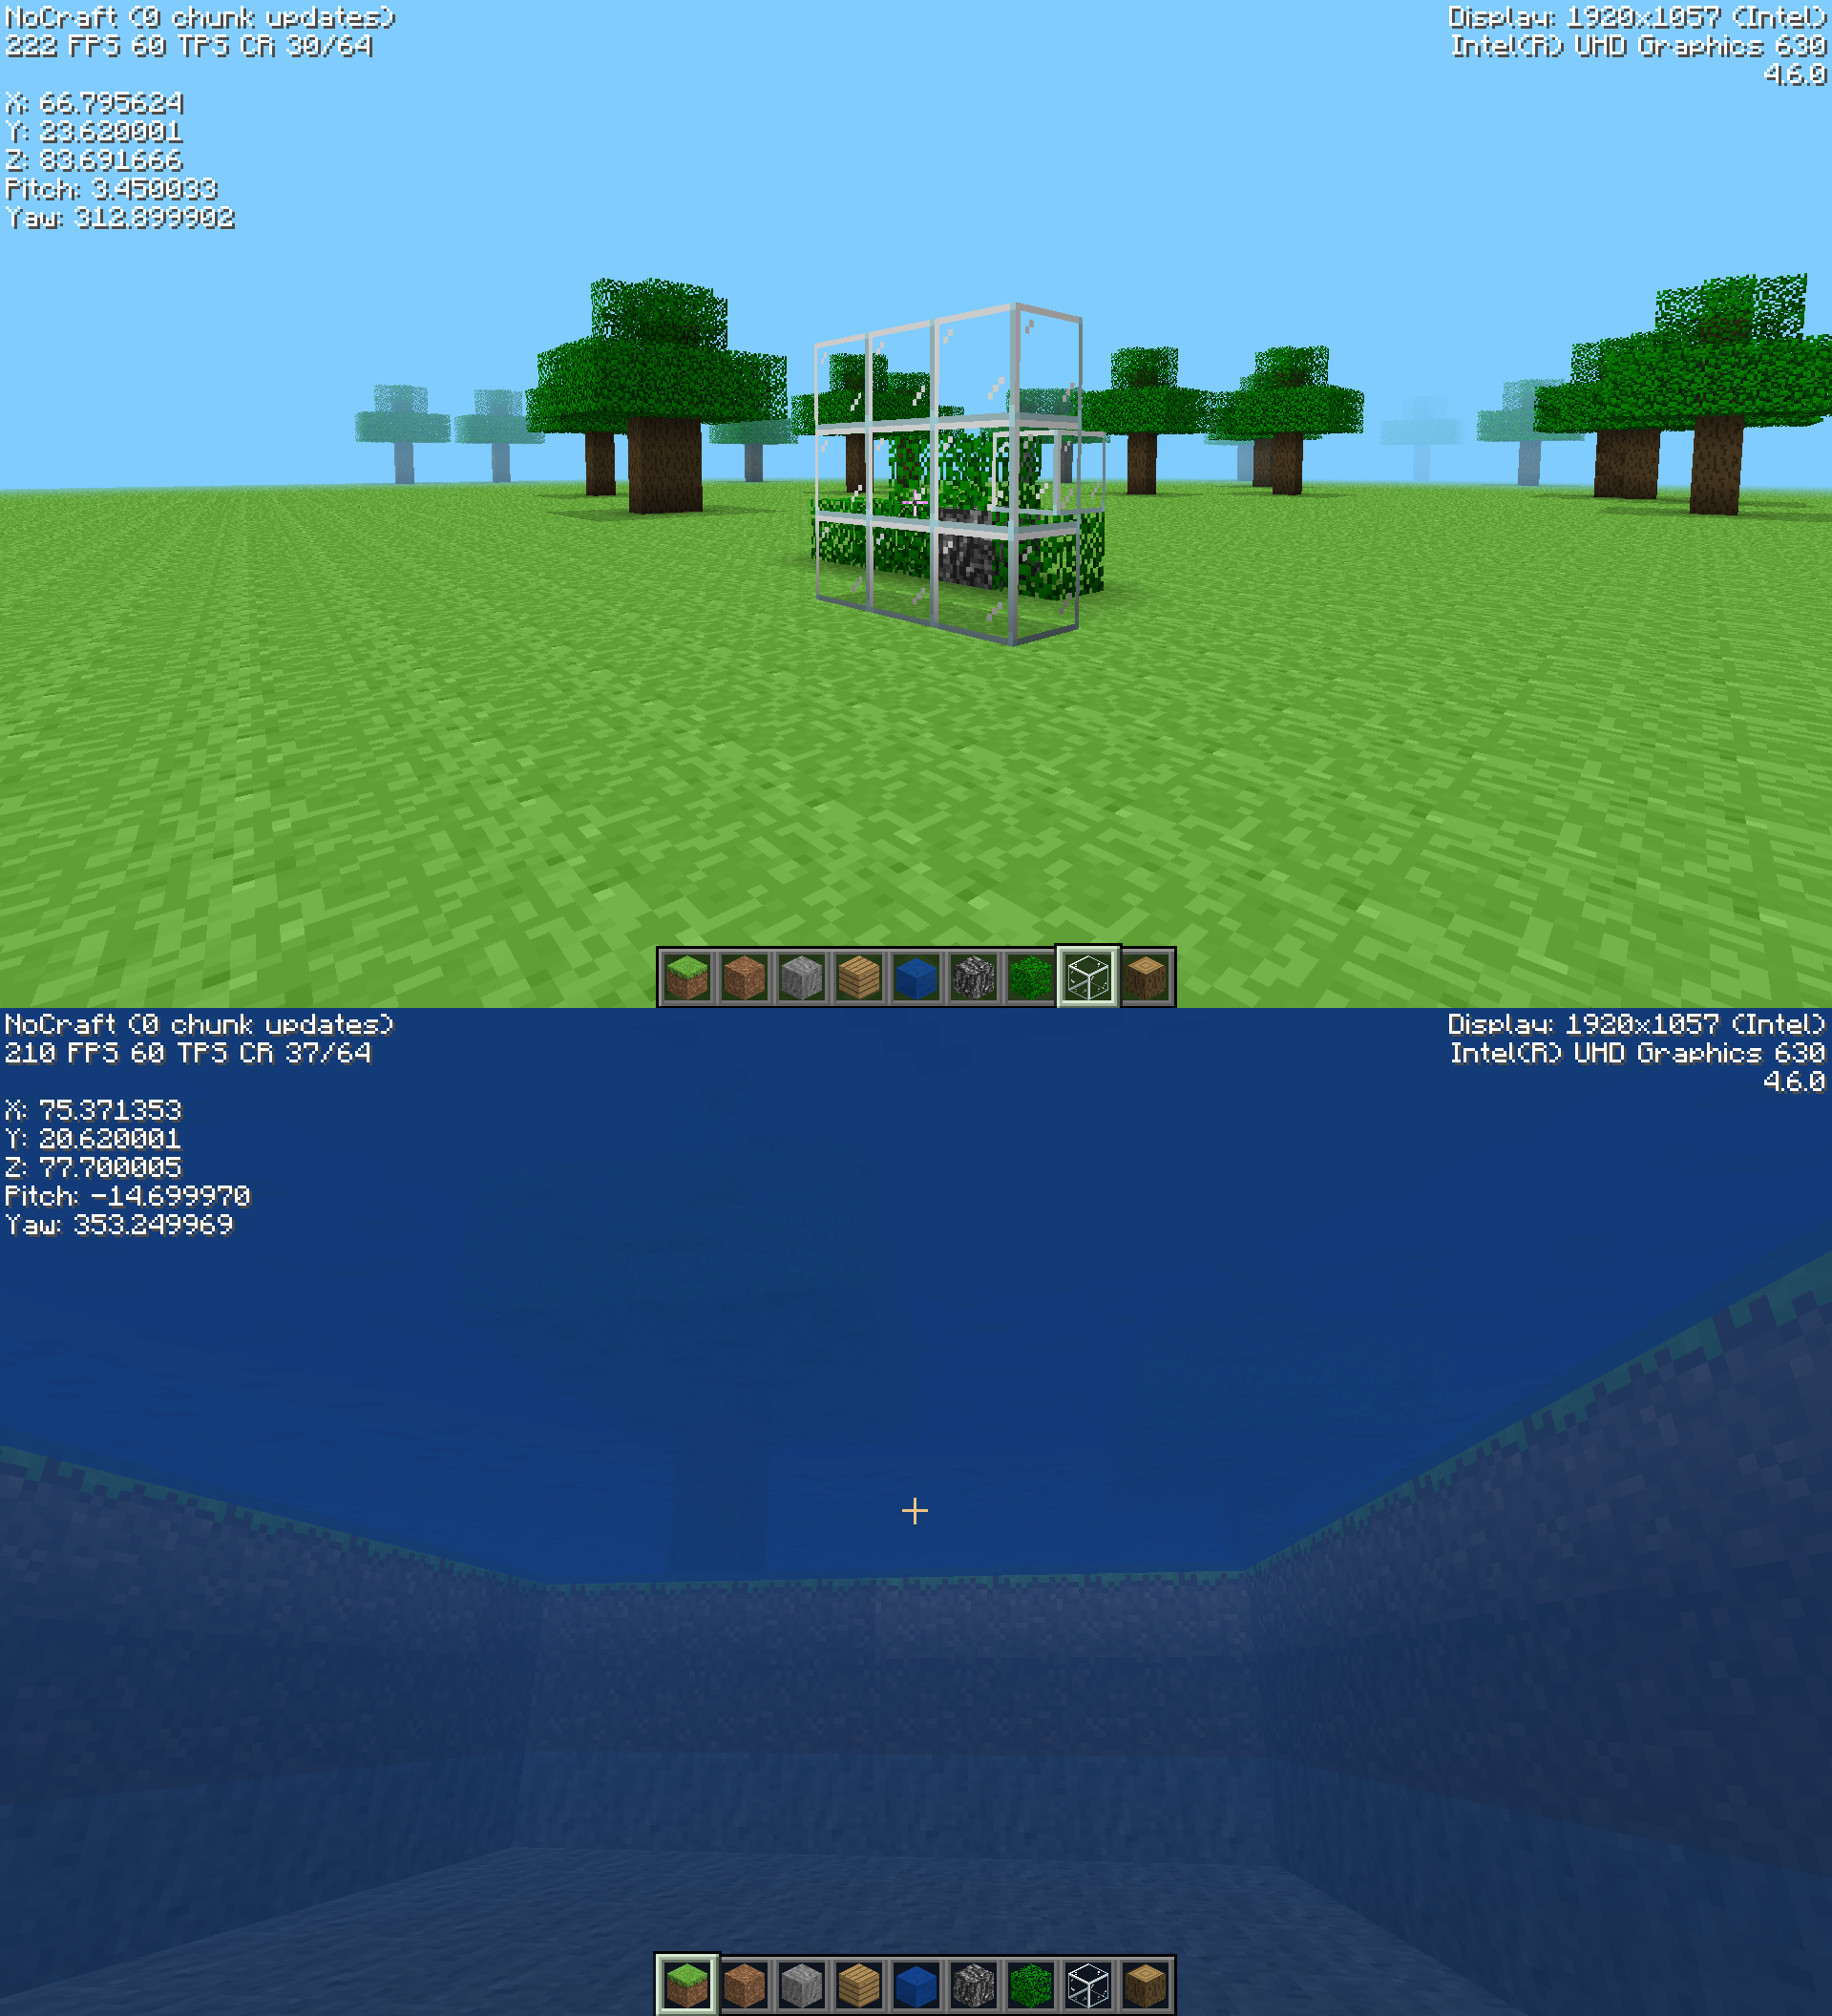 NoCraft (0 chunk updates)
222 FPS 60 TPS CR 30/64
X: 66.795624
Y: 23.620001
Z: 83.691666
Pitch: 3.450033
Yaw: 312.899902
Display: 1920x1057 (Intel)
Intel(R) UHD Graphics 630
4.6.0
NoCraft (0 chunk updates)
210 FPS 60 TPS CR 37/64
X: 75.371353
Y: 20.620001
Z: 77.700005
Pitch: -14.699970
Yaw: 353.249969
Display: 1920x1057 (Intel)
Intel(R) UHD Graphics 630
4.6.0